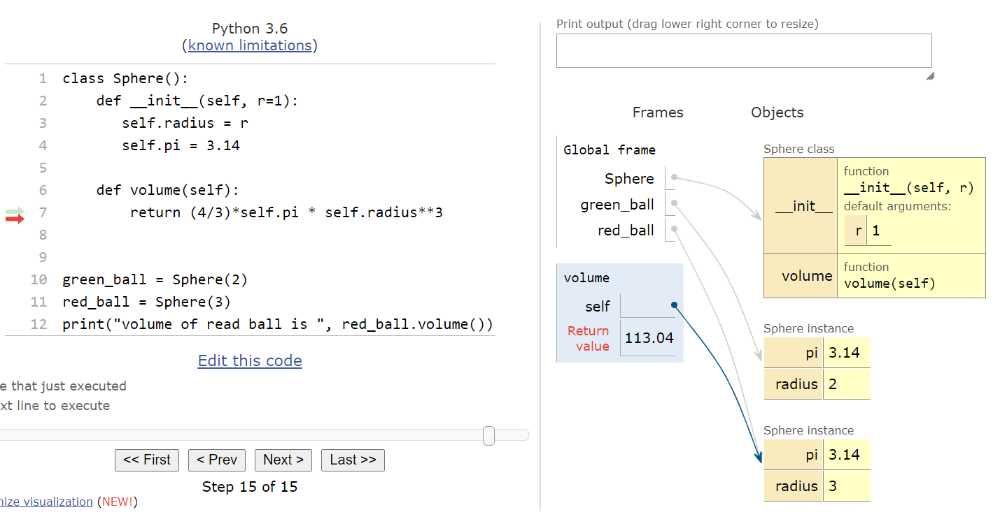 Python 3.6
(known limitations)
1 class Sphere():
2     def __init__(self, r=1):
3        self.radius = r
4        self.pi = 3.14
5
6     def volume(self):
7         return (4/3)*self.pi * self.radius**3
8
9
10 green_ball = Sphere(2)
11 red_ball = Sphere(3)
12 print("volume of read ball is ", red_ball.volume())
Edit this code
e that just executed
xt line to execute
<< First < Prev Next > Last >>
Step 15 of 15
nize visualization (NEW!)
Print output (drag lower right corner to resize)
Frames Objects
Global frame
Sphere
green_ball
red_ball
volume
self
Return
value 113.04
Sphere class
__init__
function
__init__(self, r)
default arguments:
r 1
volume
function
volume(self)
Sphere instance
pi 3.14
radius 2
Sphere instance
pi 3.14
radius 3